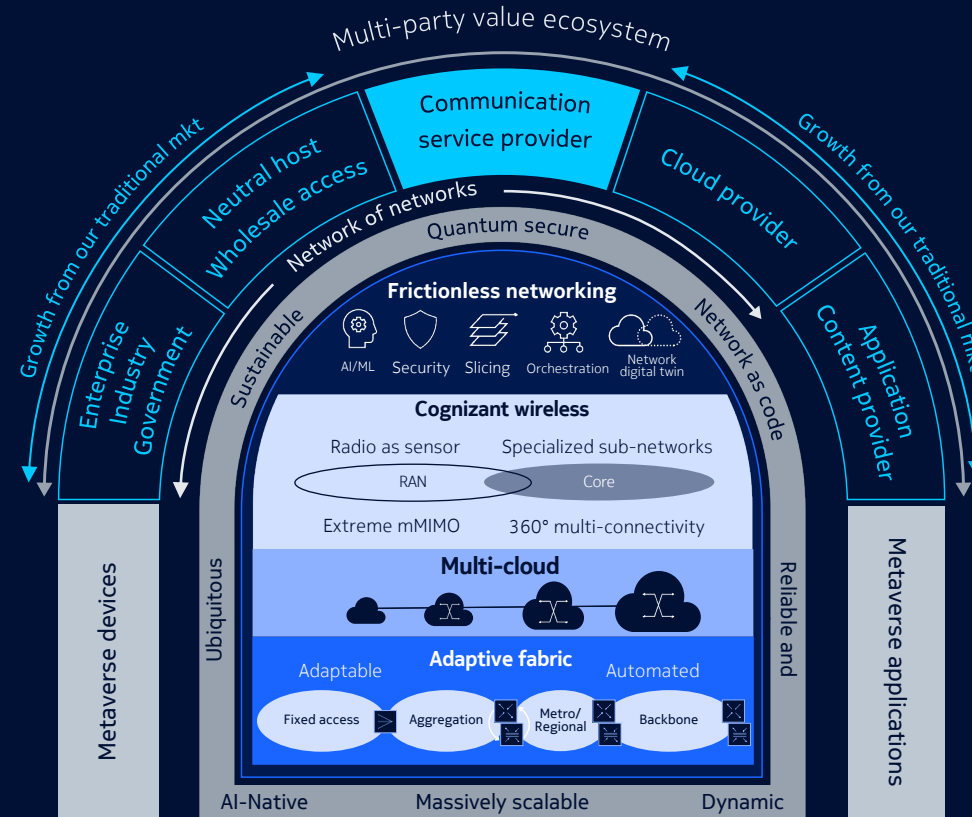 Multi-party value ecosystem
Growth from our traditional mkt
Growth from our traditional mkt
Communication
service provider
Neutral host
Wholesale access
Cloud provider
Enterprise
Industry
Government
Application
Content provider
Network of networks
Quantum secure
Sustainable
Network as code
Ubiquitous
Reliable and
Metaverse devices
Metaverse applications
Frictionless networking
AI/ML
Security
Slicing
Orchestration
Network
digital twin
Cognizant wireless
Radio as sensor
Specialized sub-networks
RAN
Core
Extreme mMIMO
360° multi-connectivity
Multi-cloud
Adaptive fabric
Adaptable
Automated
Fixed access
Aggregation
Metro/
Regional
Backbone
AI-Native
Massively scalable
Dynamic